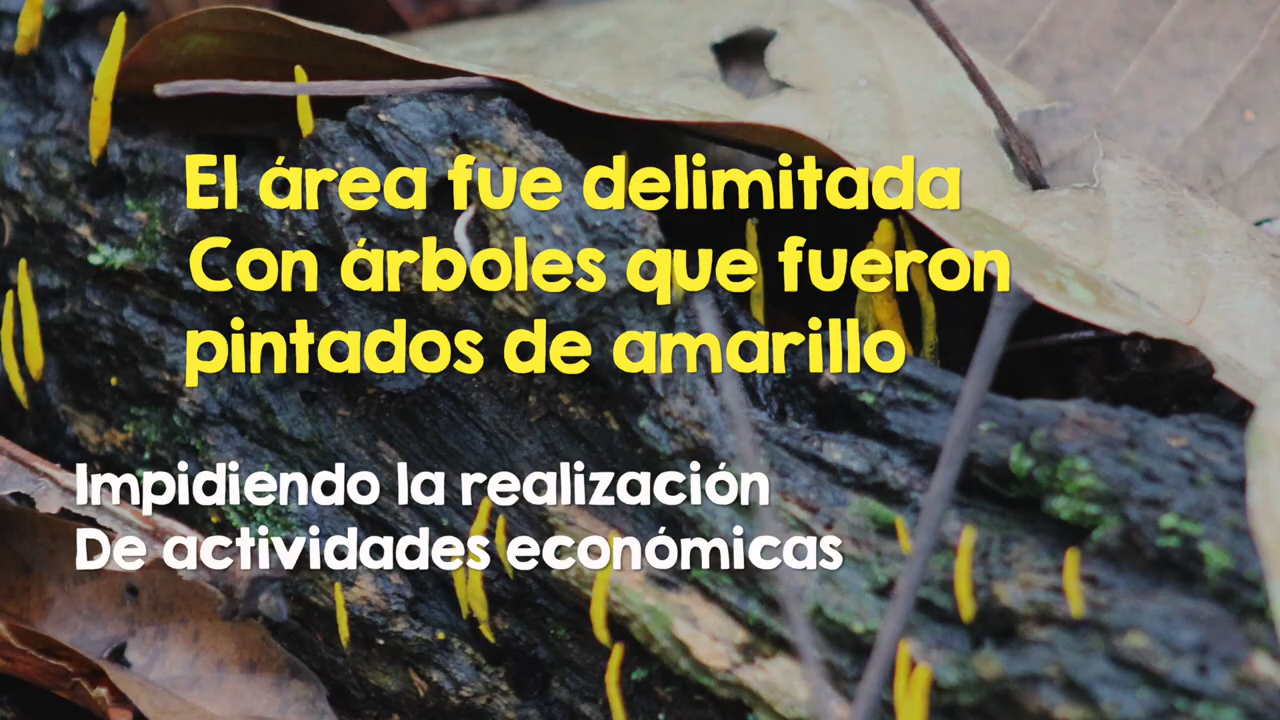 El área fue delimitada
Con árboles que fueron
pintados de amarillo
Impidiendo la realización
De actividades económicas